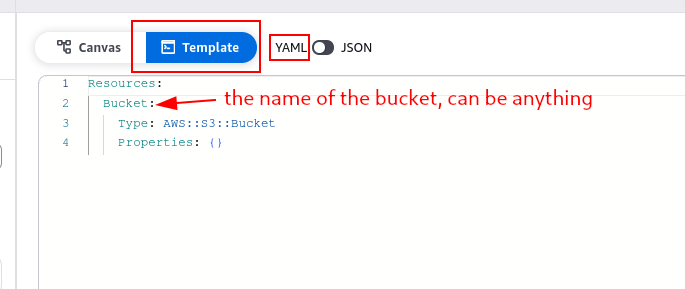 Canvas Template YAML JSON
1 Resources:
2 Bucket: the name of the bucket, can be anything
3 Type: AWS::S3::Bucket
4 Properties: {}